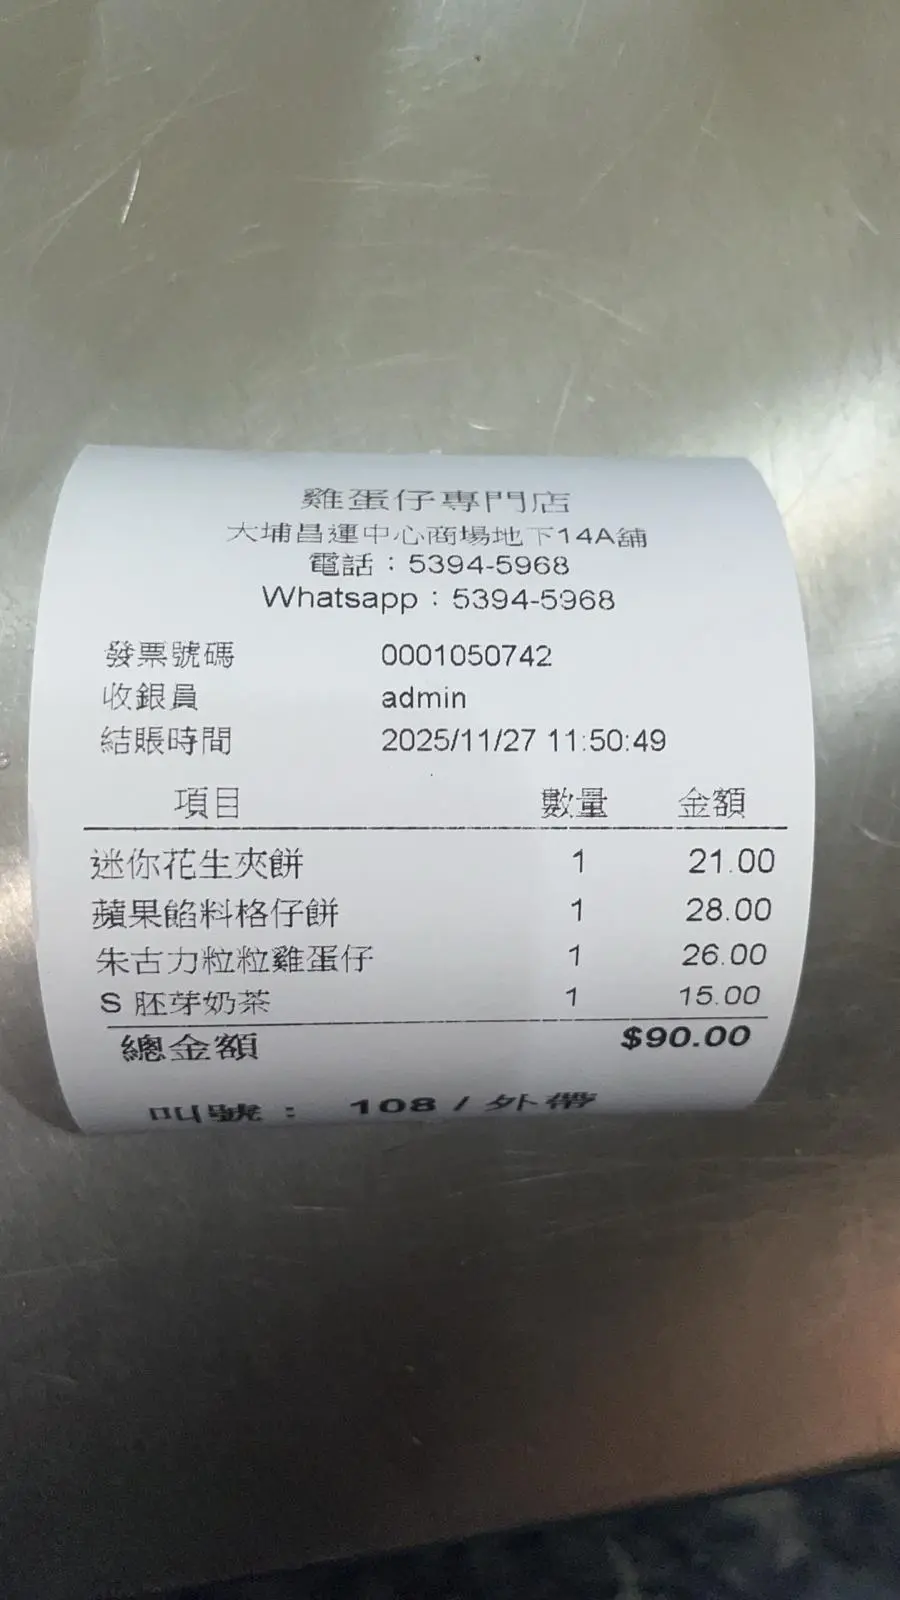 雞蛋仔專門店
大埔昌運中心商場地下14A舖
電話：5394-5968
Whatsapp：5394-5968
發票號碼 0001050742
收銀員 admin
結賬時間 2025/11/27 11:50:49
項目 數量 金額
迷你花生夾餅 1 21.00
蘋果餡料格仔餅 1 28.00
朱古力粒粒雞蛋仔 1 26.00
S 胚芽奶茶 1 15.00
總金額 $90.00
叫號： 108 / 外帶